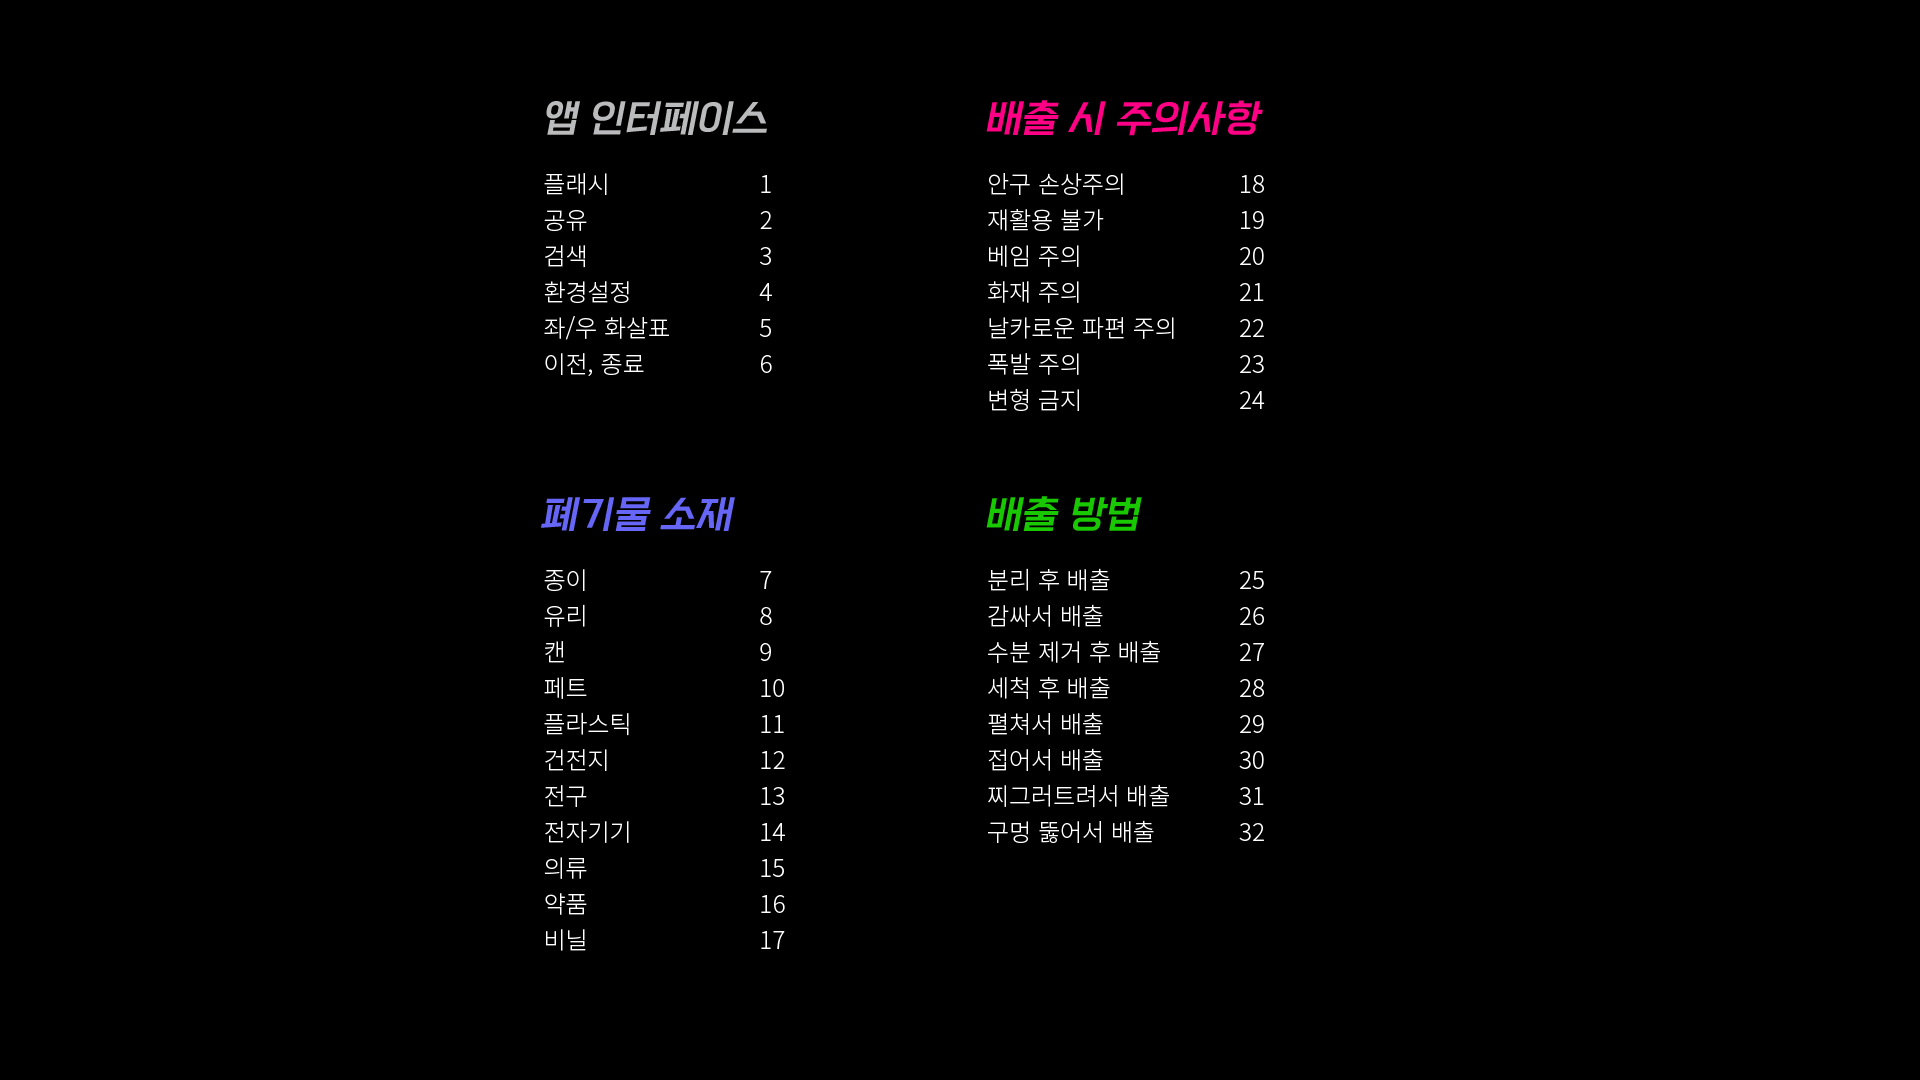 앱 인터페이스
플래시 1
공유 2
검색 3
환경설정 4
좌/우 화살표 5
이전, 종료 6
배출 시 주의사항
안구 손상주의 18
재활용 불가 19
베임 주의 20
화재 주의 21
날카로운 파편 주의 22
폭발 주의 23
변형 금지 24
폐기물 소재
종이 7
유리 8
캔 9
페트 10
플라스틱 11
건전지 12
전구 13
전자기기 14
의류 15
약품 16
비닐 17
배출 방법
분리 후 배출 25
감싸서 배출 26
수분 제거 후 배출 27
세척 후 배출 28
펼쳐서 배출 29
접어서 배출 30
찌그러트려서 배출 31
구멍 뚫어서 배출 32